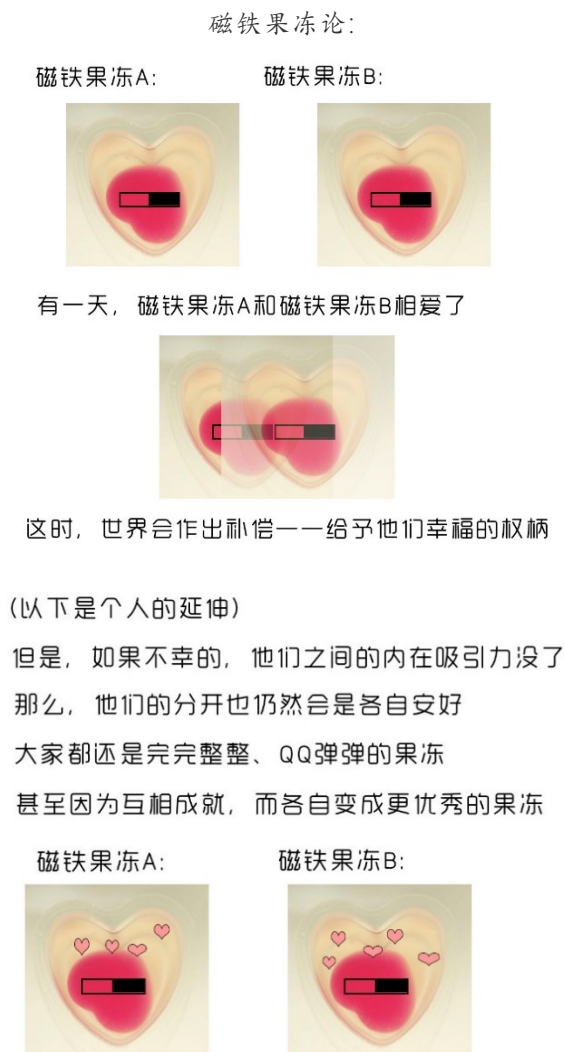 磁铁果冻论:
磁铁果冻A: 磁铁果冻B:
有一天, 磁铁果冻A和磁铁果冻B相爱了
这时, 世界会作出补偿一一给予他们幸福的权柄
(以下是个人的延伸)
但是, 如果不幸的, 他们之间的内在吸引力没了
那么, 他们的分开也仍然会是各自安好
大家都还是完完整整、QQ弹弹的果冻
甚至因为互相成就, 而各自变成更优秀的果冻
磁铁果冻A: 磁铁果冻B: